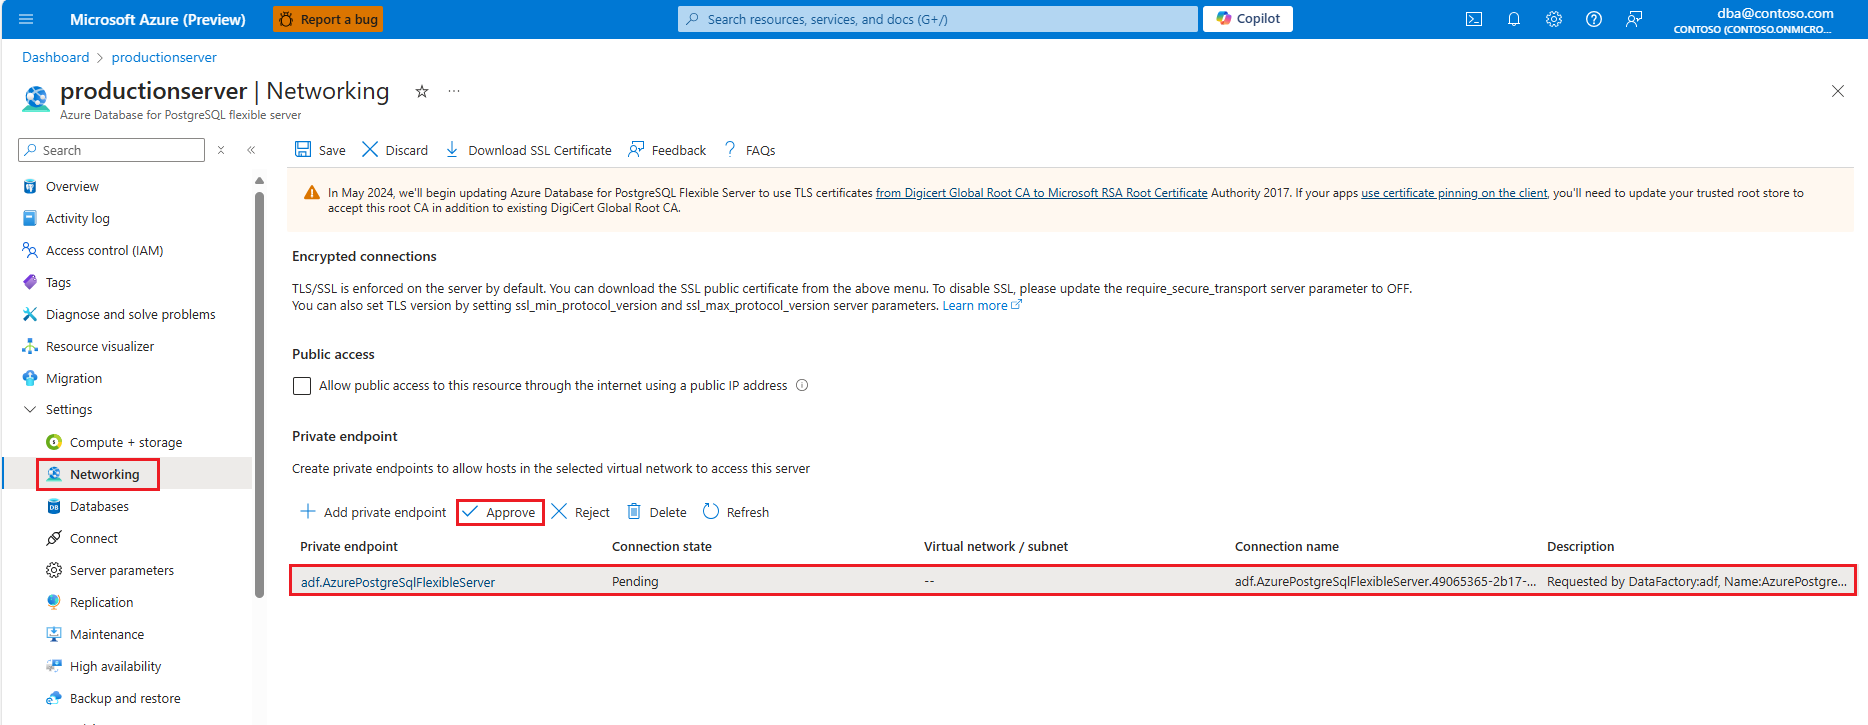 Microsoft Azure (Preview)
Report a bug
Search resources, services, and docs (G+/)
Copilot
dba@contoso.com
CONTOSO (CONTOSO.ONMICRO...
Dashboard > productionserver
productionserver | Networking
Azure Database for PostgreSQL flexible server
Search
Overview
Activity log
Access control (IAM)
Tags
Diagnose and solve problems
Resource visualizer
Migration
Settings
Compute + storage
Networking
Databases
Connect
Server parameters
Replication
Maintenance
High availability
Backup and restore
Save Discard Download SSL Certificate Feedback FAQs
In May 2024, we'll begin updating Azure Database for PostgreSQL Flexible Server to use TLS certificates from Digicert Global Root CA to Microsoft RSA Root Certificate Authority 2017. If your apps use certificate pinning on the client, you'll need to update your trusted root store to
accept this root CA in addition to existing DigiCert Global Root CA.
Encrypted connections
TLS/SSL is enforced on the server by default. You can download the SSL public certificate from the above menu. To disable SSL, please update the require_secure_transport server parameter to OFF.
You can also set TLS version by setting ssl_min_protocol_version and ssl_max_protocol_version server parameters. Learn more
Public access
Allow public access to this resource through the internet using a public IP address
Private endpoint
Create private endpoints to allow hosts in the selected virtual network to access this server
Add private endpoint Approve Reject Delete Refresh
Private endpoint Connection state Virtual network / subnet Connection name Description
adf.AzurePostgreSqlFlexibleServer Pending -- adf.AzurePostgreSqlFlexibleServer.49065365-2b17-... Requested by DataFactory:adf, Name:AzurePostgre...